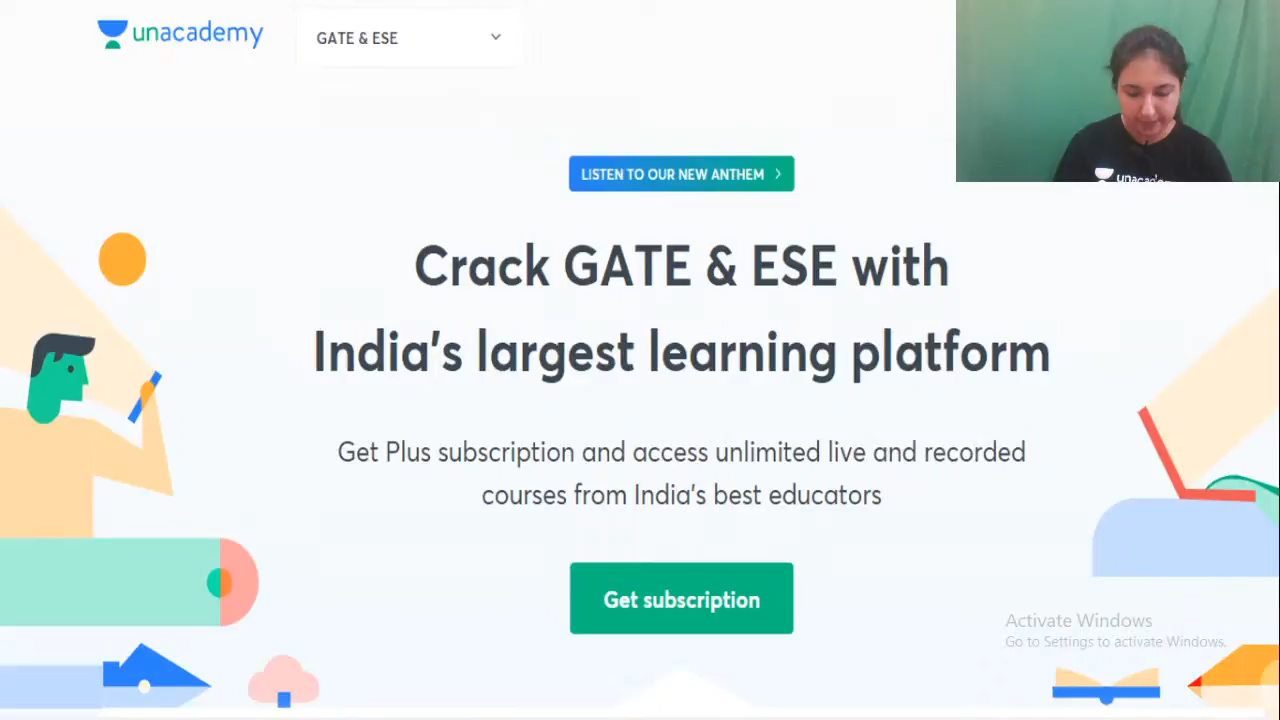 unacademy
GATE & ESE
unacade
LISTEN TO OUR NEW ANTHEM
Crack GATE & ESE with
India's largest learning platform
Get Plus subscription and access unlimited live and recorded
courses from India's best educators
Get subscription
Activate Windows
Go to Settings to activate Windows.